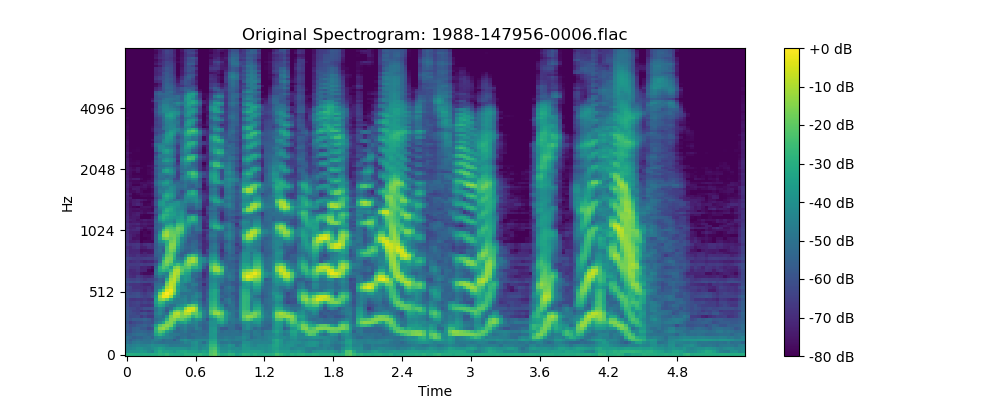 Original Spectrogram: 1988-147956-0006.flac
Hz
4096
2048
1024
512
0
0 0.6 1.2 1.8 2.4 3 3.6 4.2 4.8
Time
+0 dB
-10 dB
-20 dB
-30 dB
-40 dB
-50 dB
-60 dB
-70 dB
-80 dB